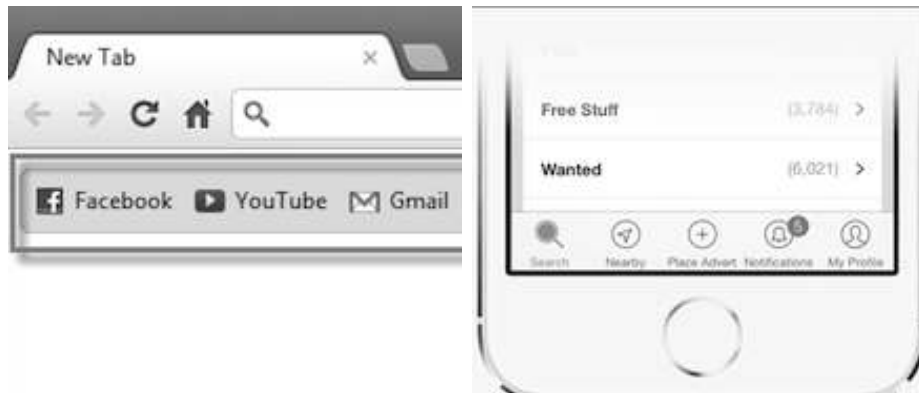 New Tab
Facebook YouTube Gmail
Free Stuff (3,784)
Wanted (6,021)
Search Nearby Place Advert Notifications My Profile